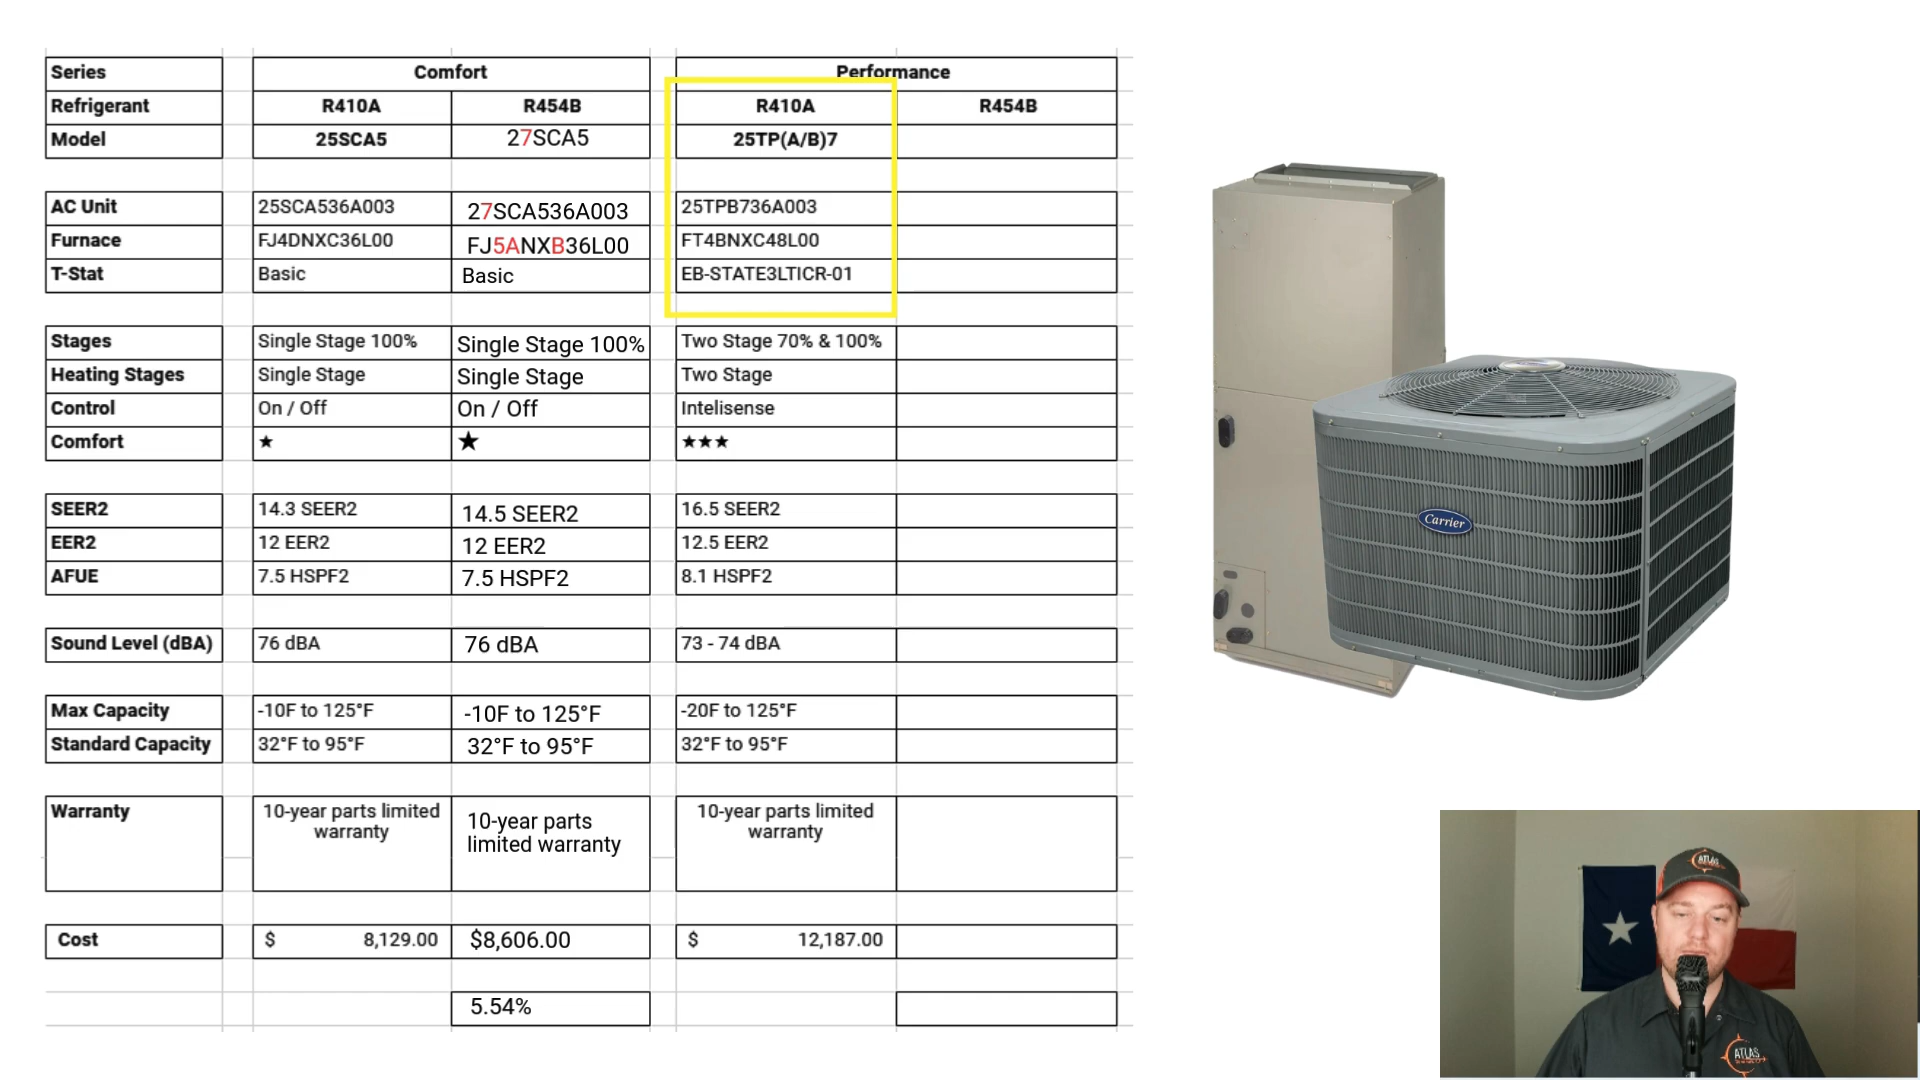 Series Comfort Performance
Refrigerant R410A R454B R410A R454B
Model 25SCA5 27SCA5 25TP(A/B)7
AC Unit 25SCA536A003 27SCA536A003 25TPB736A003
Furnace FJ4DNXC36L00 FJ5ANXB36L00 FT4BNXC48L00
T-Stat Basic Basic EB-STATE3LTICR-01
Stages Single Stage 100% Single Stage 100% Two Stage 70% & 100%
Heating Stages Single Stage Single Stage Two Stage
Control On / Off On / Off Intelisense
Comfort ★ ★ ★★★
SEER2 14.3 SEER2 14.5 SEER2 16.5 SEER2
EER2 12 EER2 12 EER2 12.5 EER2
AFUE 7.5 HSPF2 7.5 HSPF2 8.1 HSPF2
Sound Level (dBA) 76 dBA 76 dBA 73 - 74 dBA
Max Capacity -10F to 125°F -10F to 125°F -20F to 125°F
Standard Capacity 32°F to 95°F 32°F to 95°F 32°F to 95°F
Warranty 10-year parts limited 10-year parts 10-year parts limited
warranty limited warranty warranty
Cost $ 8,129.00 $8,606.00 $ 12,187.00
5.54%
Carrier
ATLAS
ATLAS